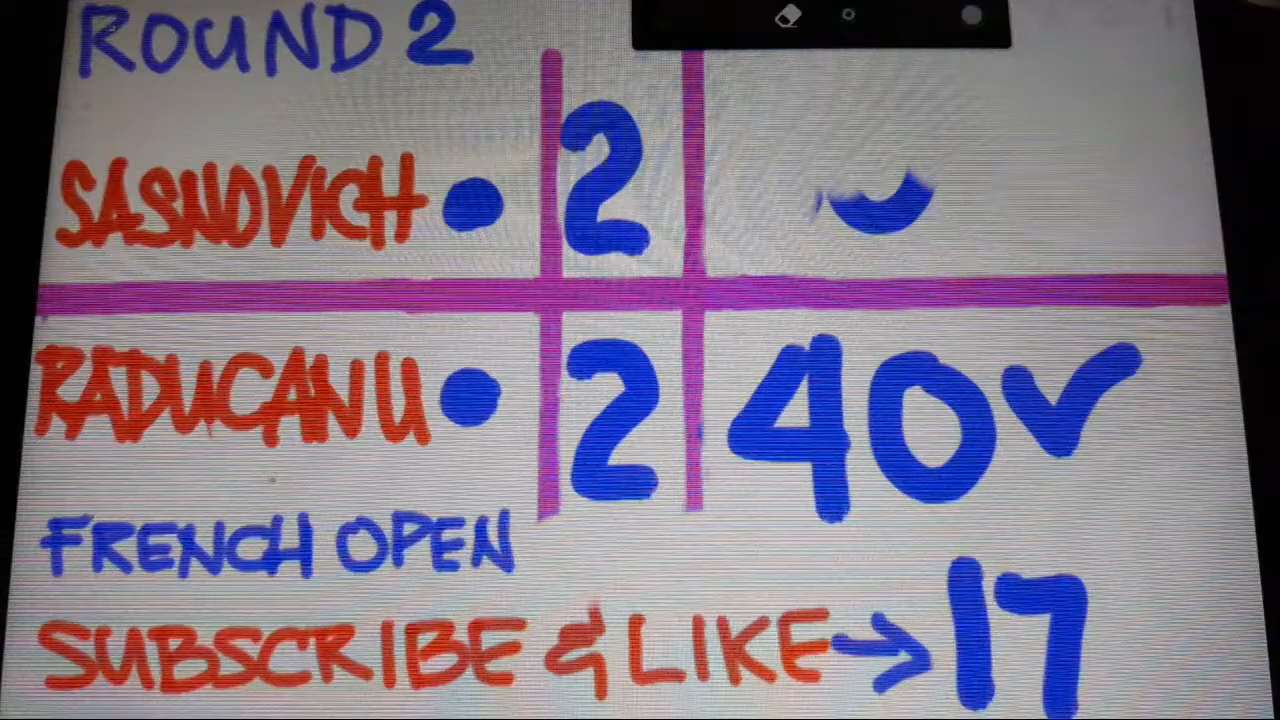 ROUND 2
SASNOVICH 2
RADUCANU 2 40
FRENCH OPEN
SUBSCRIBE & LIKE → 17